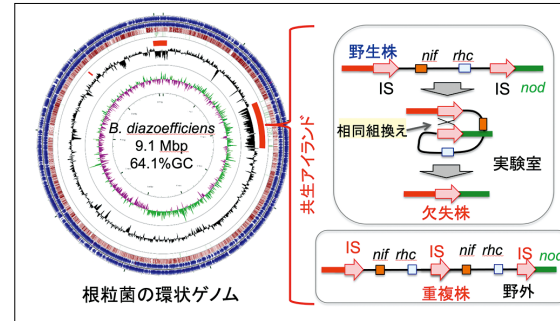 B. diazoefficiens
9.1 Mbp
64.1%GC
根粒菌の環状ゲノム
共生アイランド
野生株
nif
rhc
IS
IS
nod
相同組換え
実験室
欠失株
IS
nif
rhc
IS
nif
rhc
IS
nod
重複株
野外